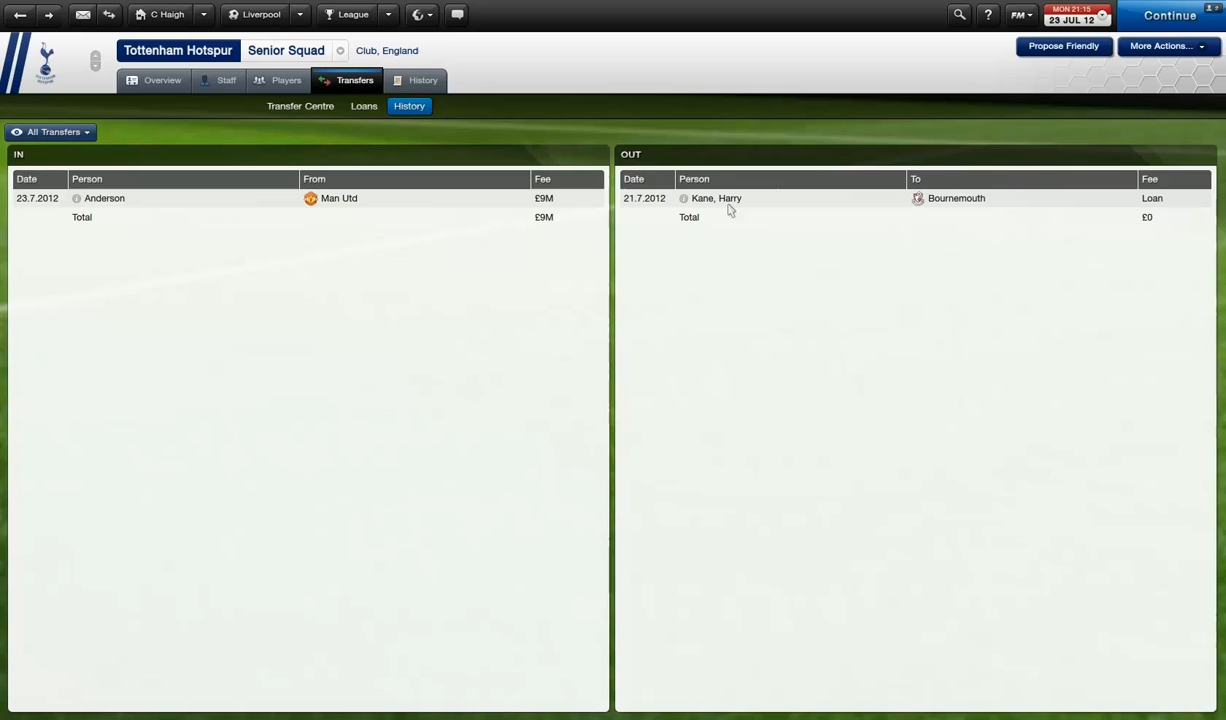 C Haigh Liverpool League ? FM MON 21:15 23 JUL 12 Continue 2
Tottenham Hotspur Senior Squad Club, England Propose Friendly More Actions...
Overview Staff Players Transfers History
Transfer Centre Loans History
All Transfers
IN
Date Person From Fee
23.7.2012 Anderson Man Utd £9M
Total £9M
OUT
Date Person To Fee
21.7.2012 Kane, Harry Bournemouth Loan
Total £0